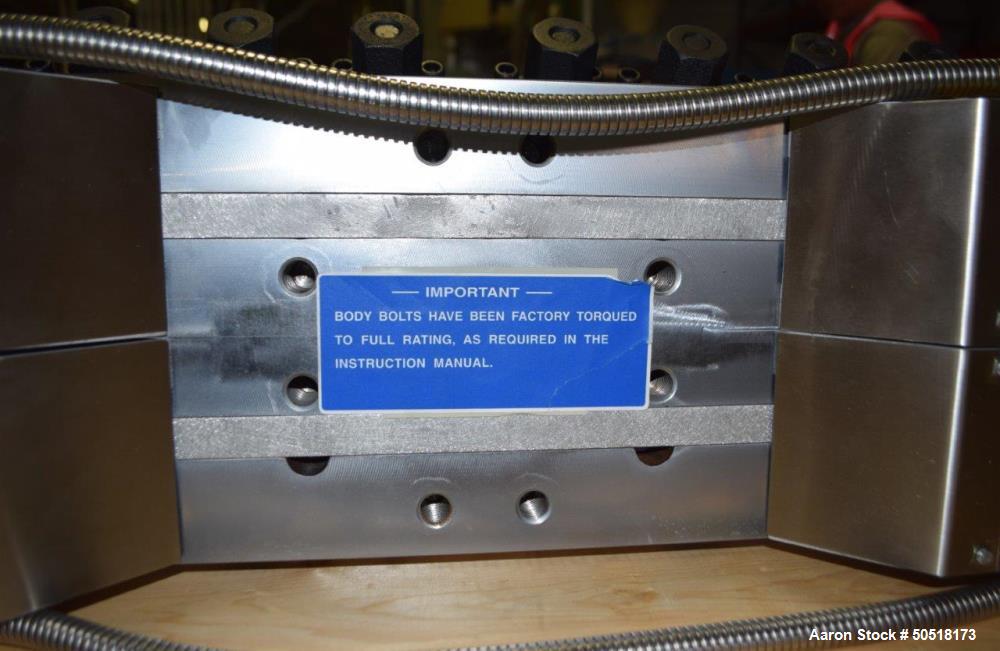 — IMPORTANT —
BODY BOLTS HAVE BEEN FACTORY TORQUED
TO FULL RATING, AS REQUIRED IN THE
INSTRUCTION MANUAL.
Aaron Stock # 50518173